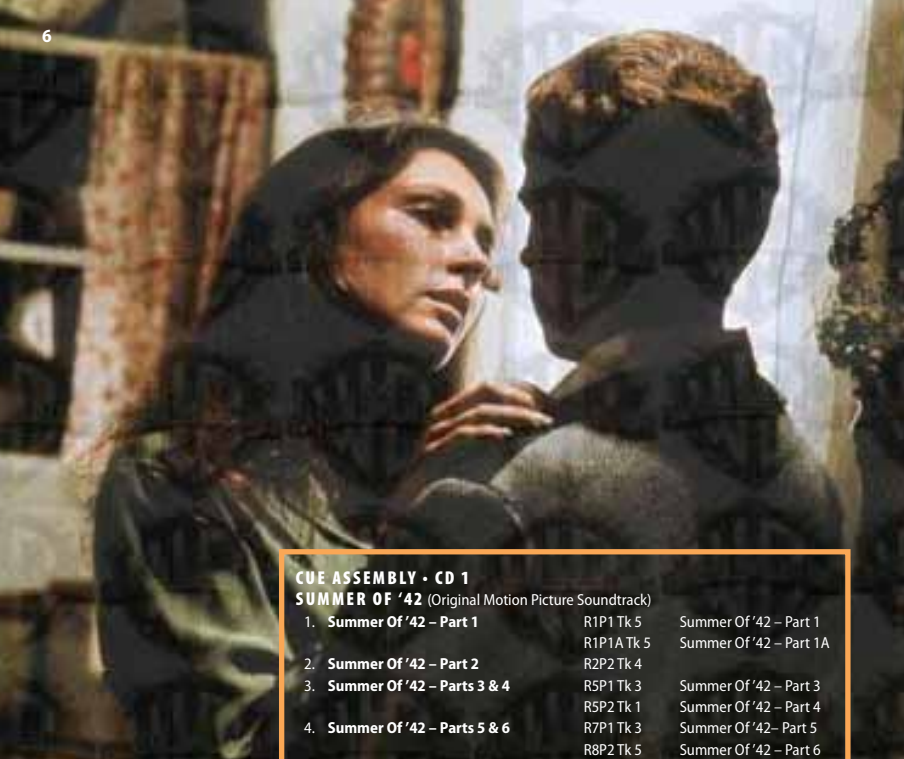 6
CUE ASSEMBLY • CD 1
SUMMER OF ‘42 (Original Motion Picture Soundtrack)
1. Summer Of ’42 – Part 1 R1P1 Tk 5 Summer Of ’42 – Part 1
R1P1A Tk 5 Summer Of ’42 – Part 1A
2. Summer Of ’42 – Part 2 R2P2 Tk 4
3. Summer Of ’42 – Parts 3 & 4 R5P1 Tk 3 Summer Of ’42 – Part 3
R5P2 Tk 1 Summer Of ’42 – Part 4
4. Summer Of ’42 – Parts 5 & 6 R7P1 Tk 3 Summer Of ’42– Part 5
R8P2 Tk 5 Summer Of ’42 – Part 6